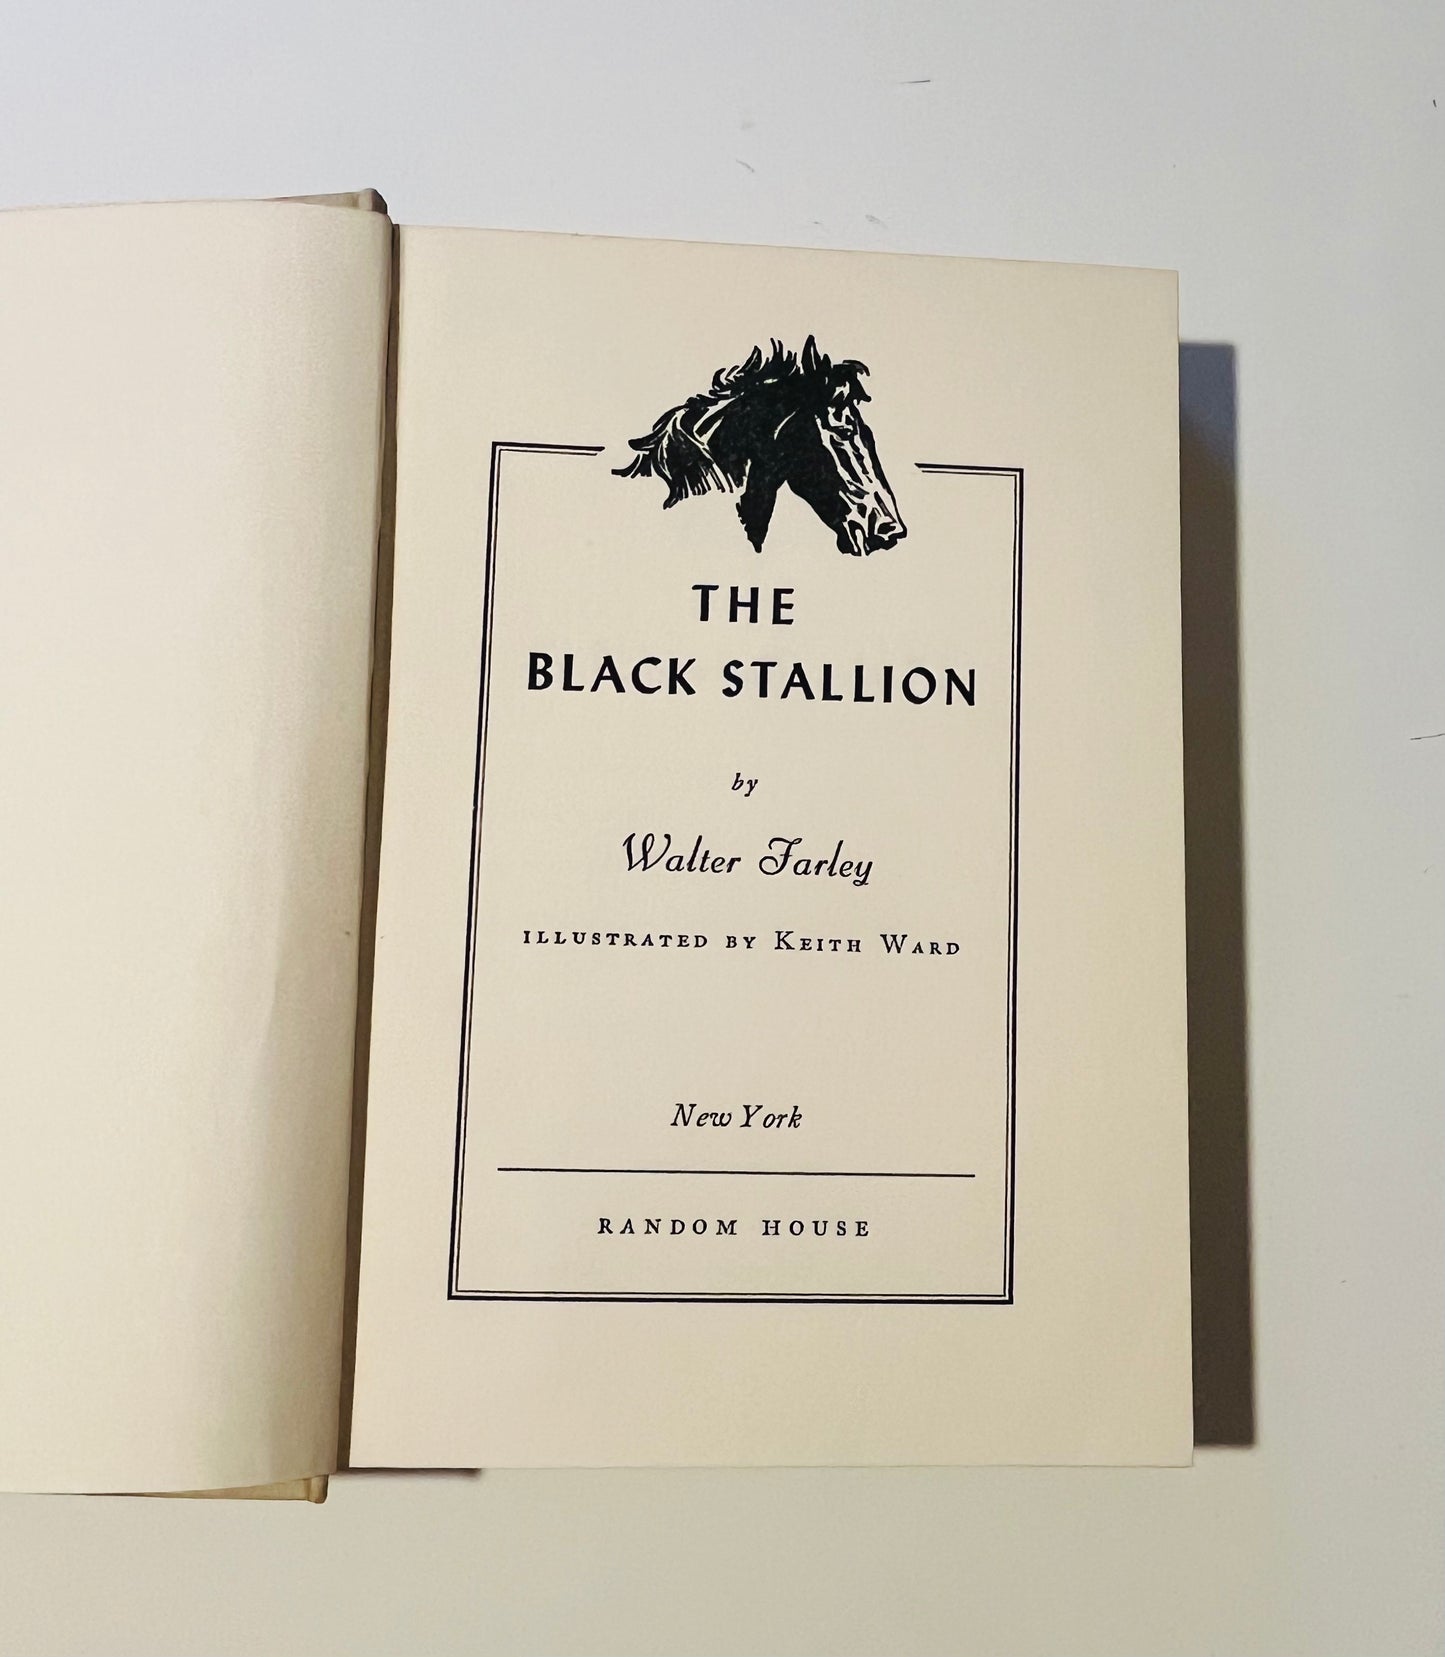 THE
BLACK STALLION
by
Walter Farley
ILLUSTRATED BY KEITH WARD
New York
RANDOM HOUSE